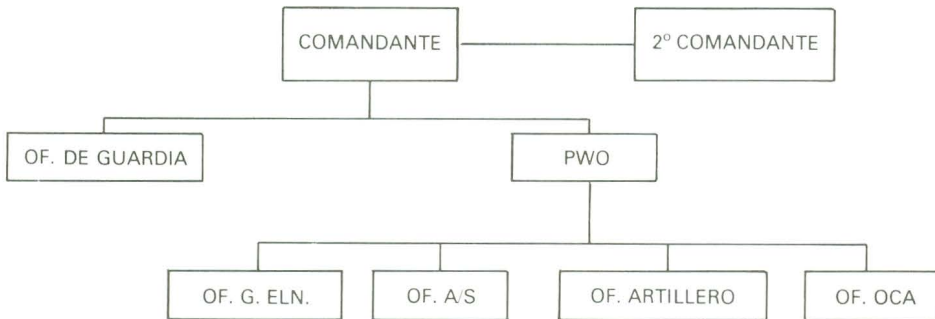 COMANDANTE
2º COMANDANTE
OF. DE GUARDIA
PWO
OF. G. ELN.
OF. A/S
OF. ARTILLERO
OF. OCA